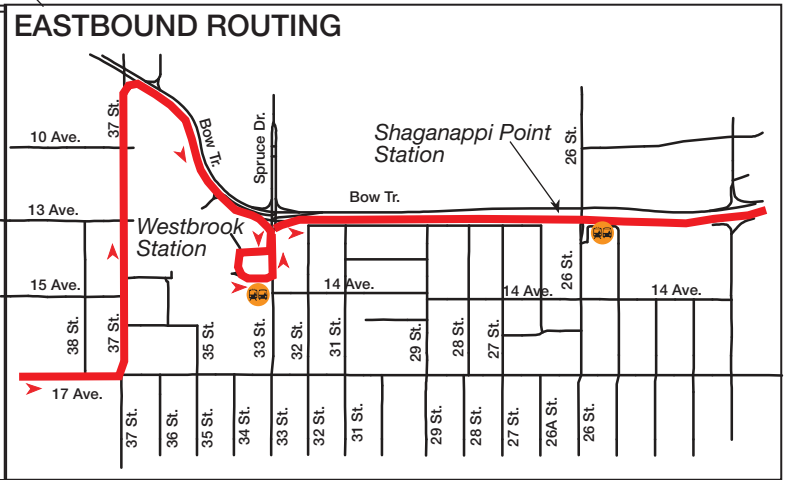 EASTBOUND ROUTING
37 St.
10 Ave.
Bow Tr.
Spruce Dr.
Shaganappi Point
Station
26 St.
Bow Tr.
13 Ave.
Westbrook
Station
15 Ave.
14 Ave.
14 Ave.
26 St.
14 Ave.
38 St.
37 St.
35 St.
33 St.
32 St.
31 St.
29 St.
28 St.
27 St.
17 Ave.
37 St.
36 St.
35 St.
34 St.
33 St.
32 St.
31 St.
29 St.
28 St.
27 St.
26A St.
26 St.